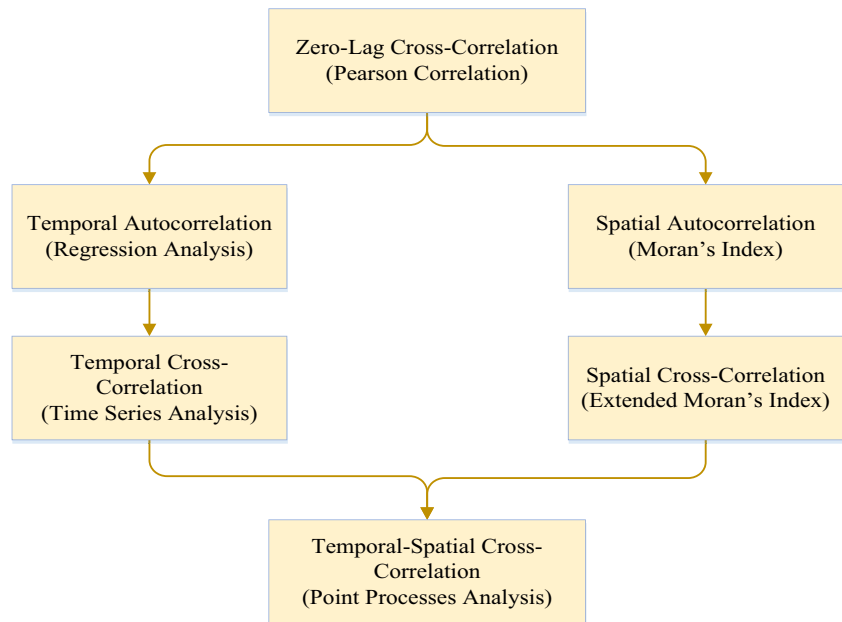 Zero-Lag Cross-Correlation
(Pearson Correlation)
Temporal Autocorrelation
(Regression Analysis)
Spatial Autocorrelation
(Moran’s Index)
Temporal Cross-
Correlation
(Time Series Analysis)
Spatial Cross-Correlation
(Extended Moran’s Index)
Temporal-Spatial Cross-
Correlation
(Point Processes Analysis)